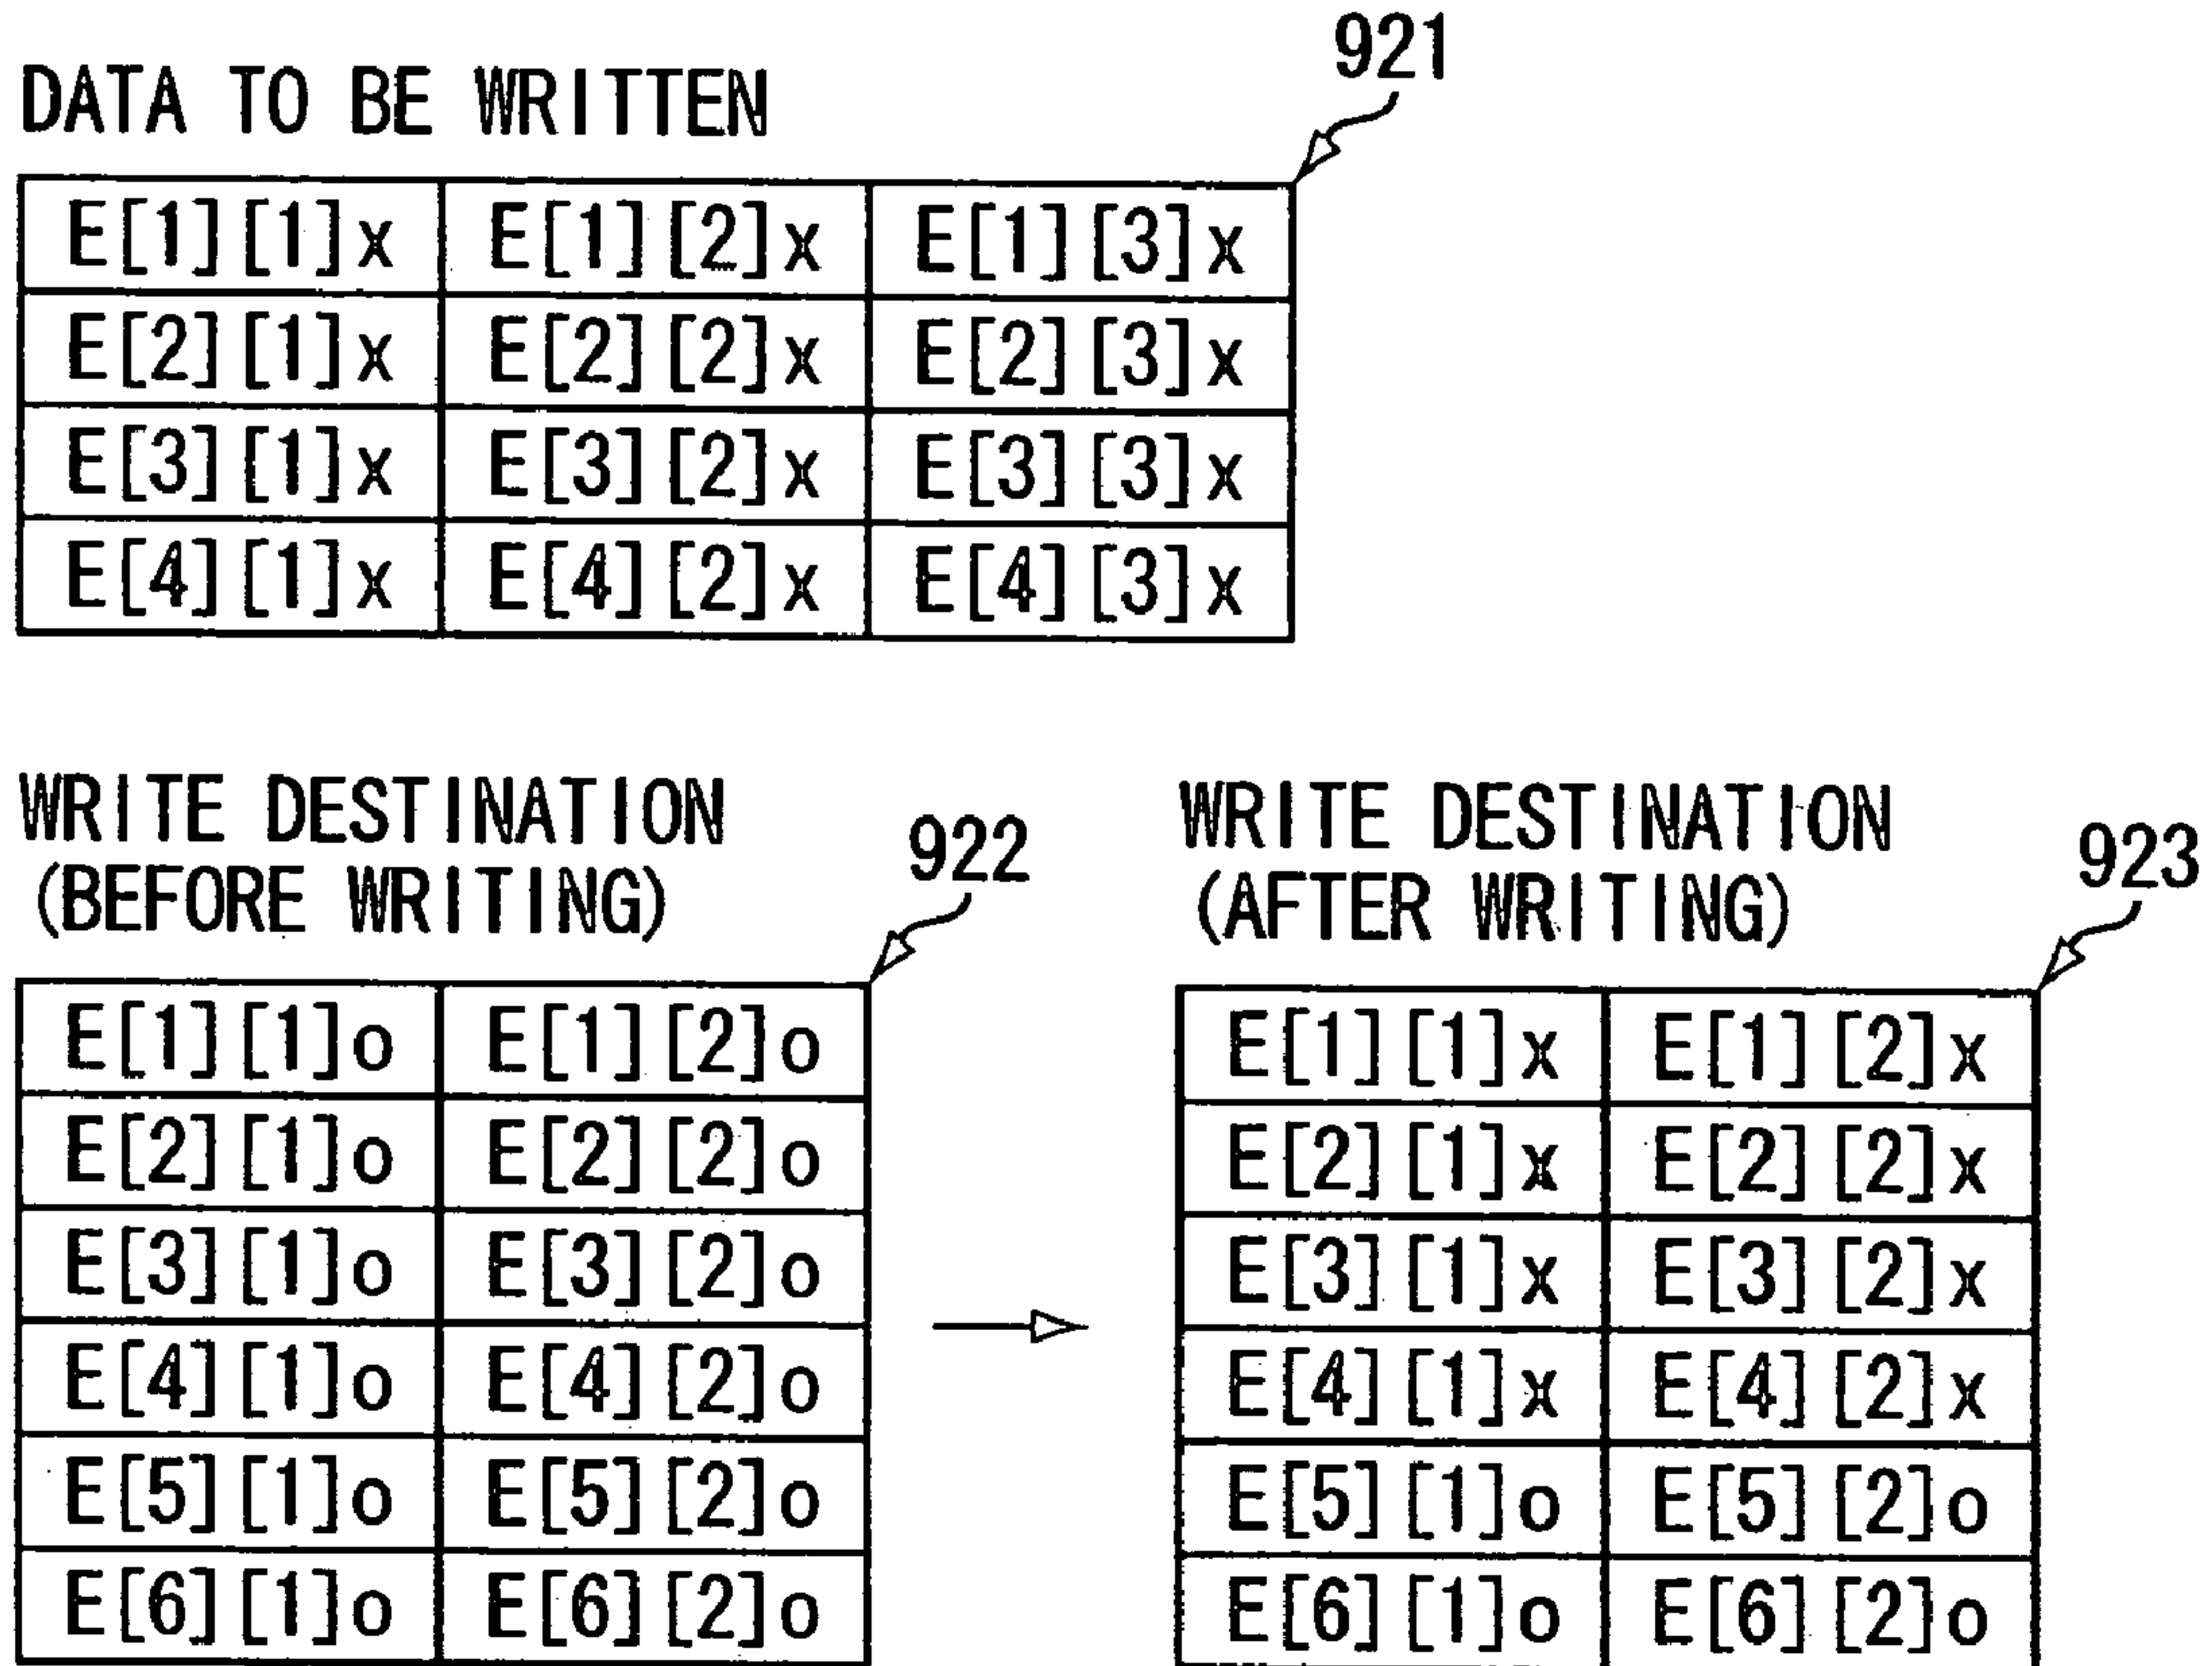 921
DATA TO BE WRITTEN
E[1][1]x E[1][2]x E[1][3]x
E[2][1]x E[2][2]x E[2][3]x
E[3][1]x E[3][2]x E[3][3]x
E[4][1]x E[4][2]x E[4][3]x
WRITE DESTINATION
(BEFORE WRITING)
922
E[1][1]o E[1][2]o
E[2][1]o E[2][2]o
E[3][1]o E[3][2]o
E[4][1]o E[4][2]o
E[5][1]o E[5][2]o
E[6][1]o E[6][2]o
WRITE DESTINATION
(AFTER WRITING)
923
E[1][1]x E[1][2]x
E[2][1]x E[2][2]x
E[3][1]x E[3][2]x
E[4][1]x E[4][2]x
E[5][1]o E[5][2]o
E[6][1]o E[6][2]o